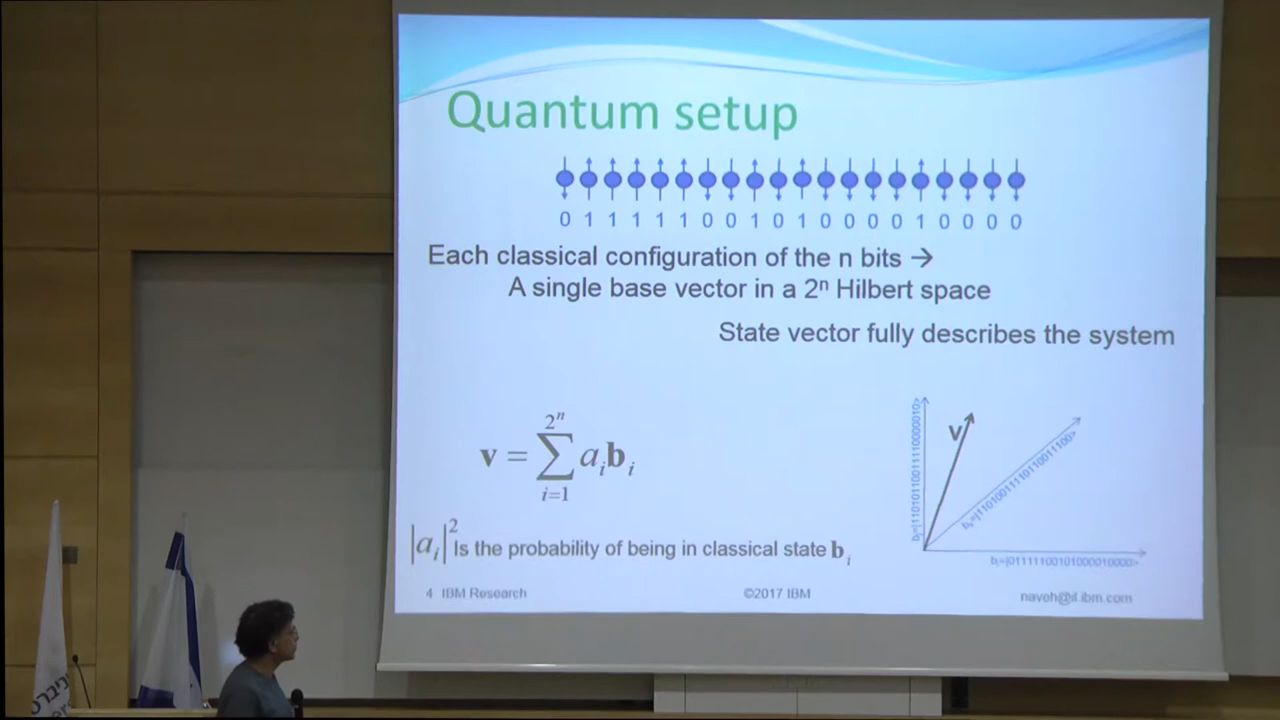 Quantum setup
0 1 1 1 1 1 0 0 1 0 1 0 0 0 0 1 0 0 0 0
Each classical configuration of the n bits →
A single base vector in a 2ⁿ Hilbert space
State vector fully describes the system
v = ∑ᵢ₌₁^{2ⁿ} aᵢbᵢ
V
|aᵢ|² Is the probability of being in classical state bᵢ
4 IBM Research
©2017 IBM
naveh@il.ibm.com